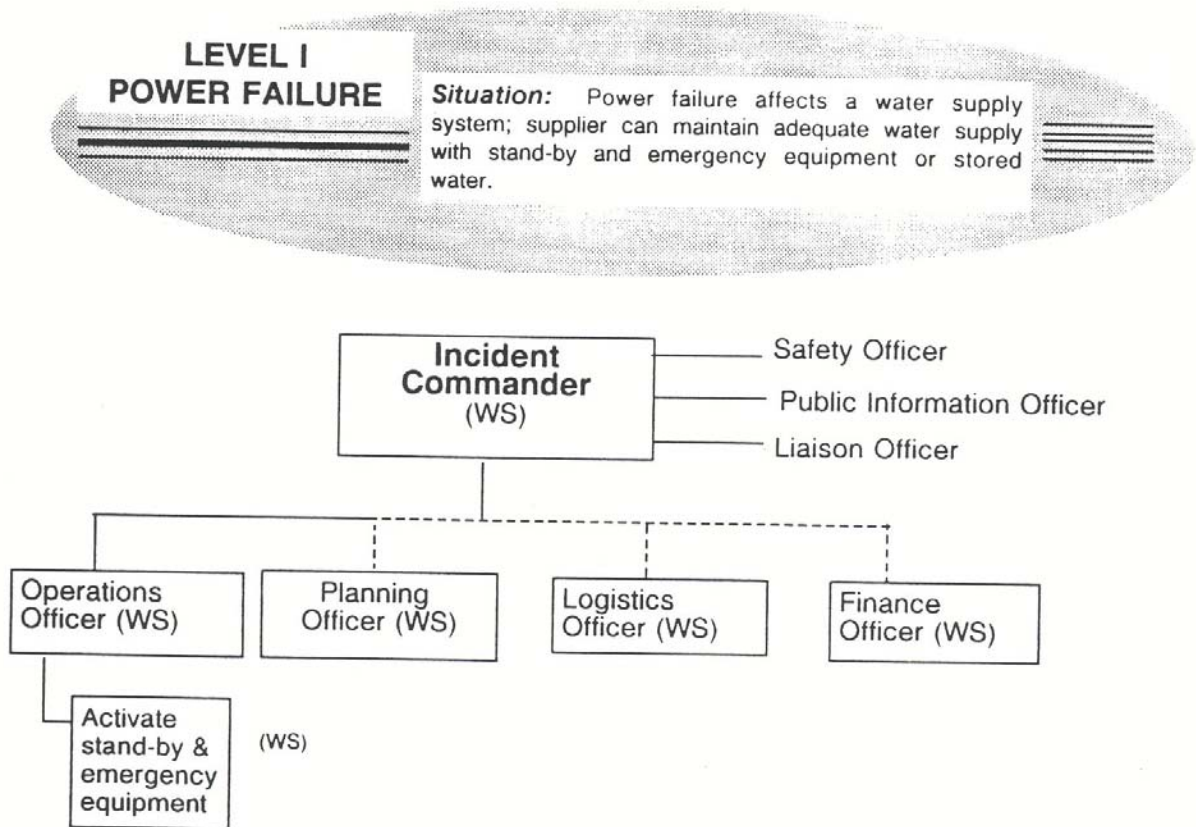 LEVEL I
POWER FAILURE
Situation: Power failure affects a water supply
system; supplier can maintain adequate water supply
with stand-by and emergency equipment or stored
water.
Incident
Commander
(WS)
Safety Officer
Public Information Officer
Liaison Officer
Operations
Officer (WS)
Planning
Officer (WS)
Logistics
Officer (WS)
Finance
Officer (WS)
Activate
stand-by &
emergency
equipment
(WS)